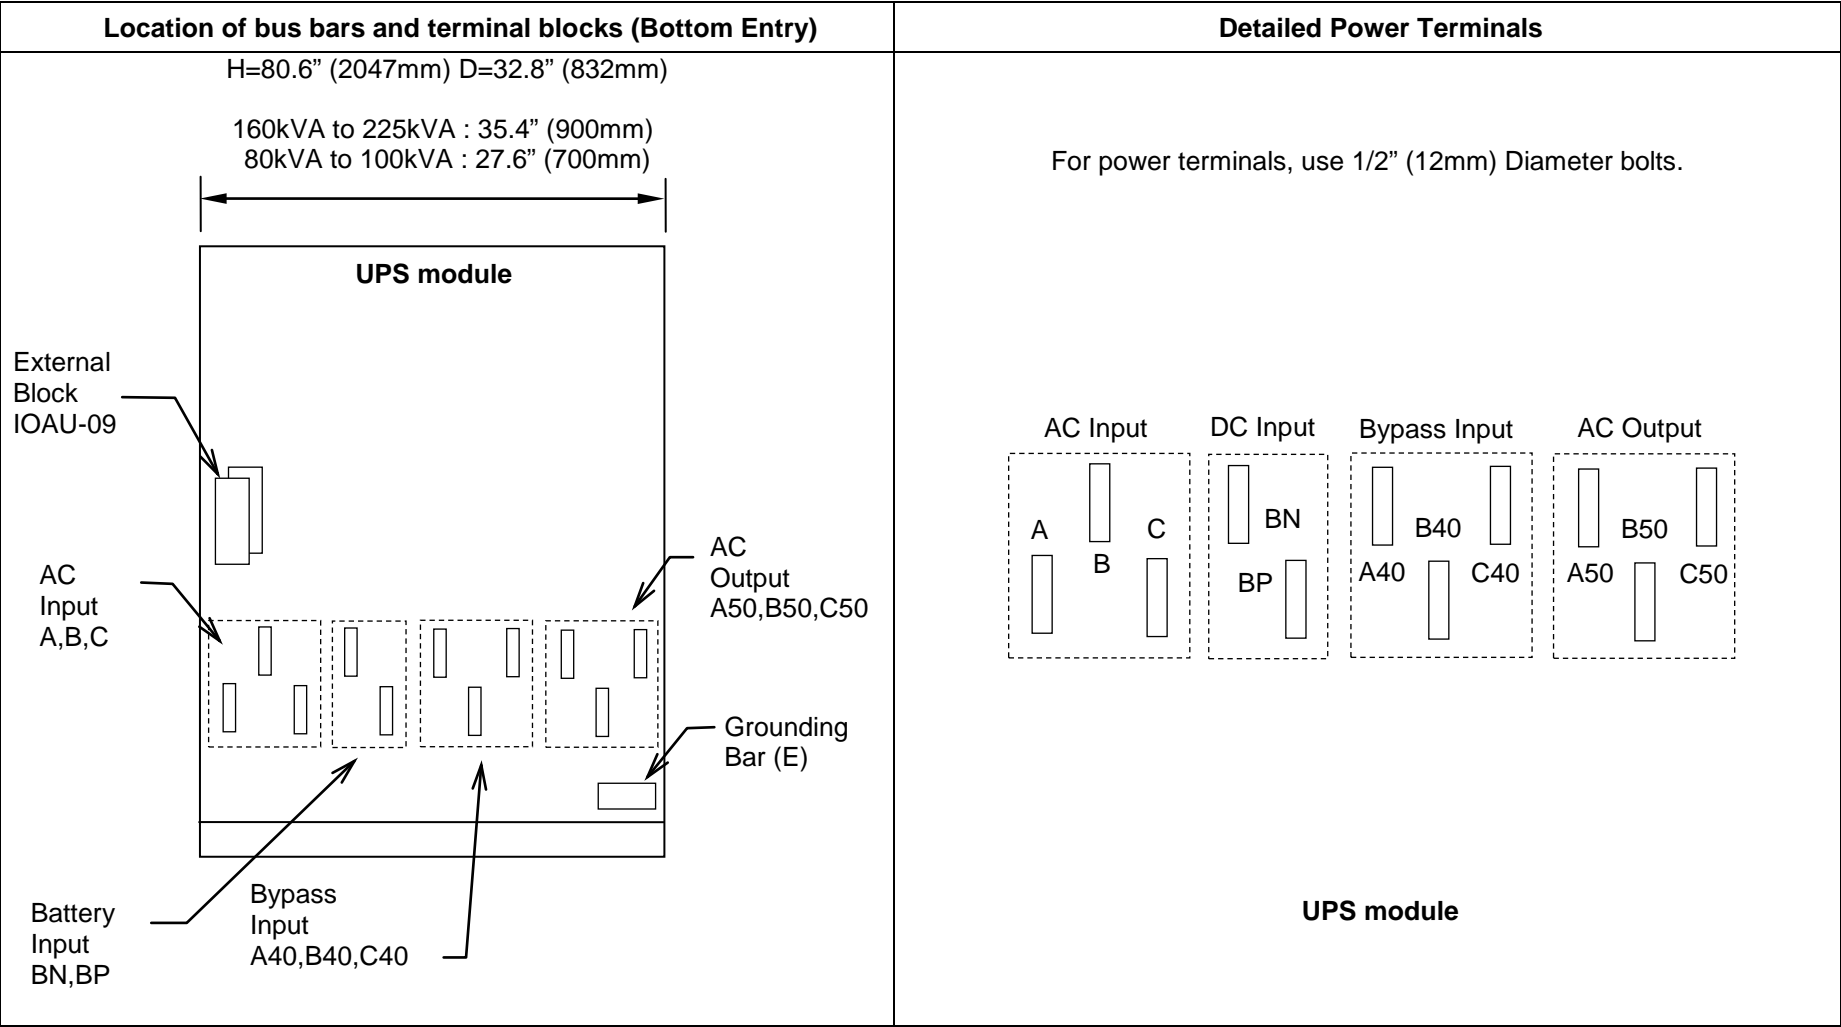 Location of bus bars and terminal blocks (Bottom Entry)
H=80.6” (2047mm) D=32.8” (832mm)
160kVA to 225kVA : 35.4” (900mm)
80kVA to 100kVA : 27.6” (700mm)
UPS module
External
Block
IOAU-09
AC
Input
A,B,C
AC
Output
A50,B50,C50
Grounding
Bar (E)
Battery
Input
BN,BP
Bypass
Input
A40,B40,C40
Detailed Power Terminals
For power terminals, use 1/2” (12mm) Diameter bolts.
AC Input
A
B
C
DC Input
BN
BP
Bypass Input
B40
A40
C40
AC Output
B50
A50
C50
UPS module